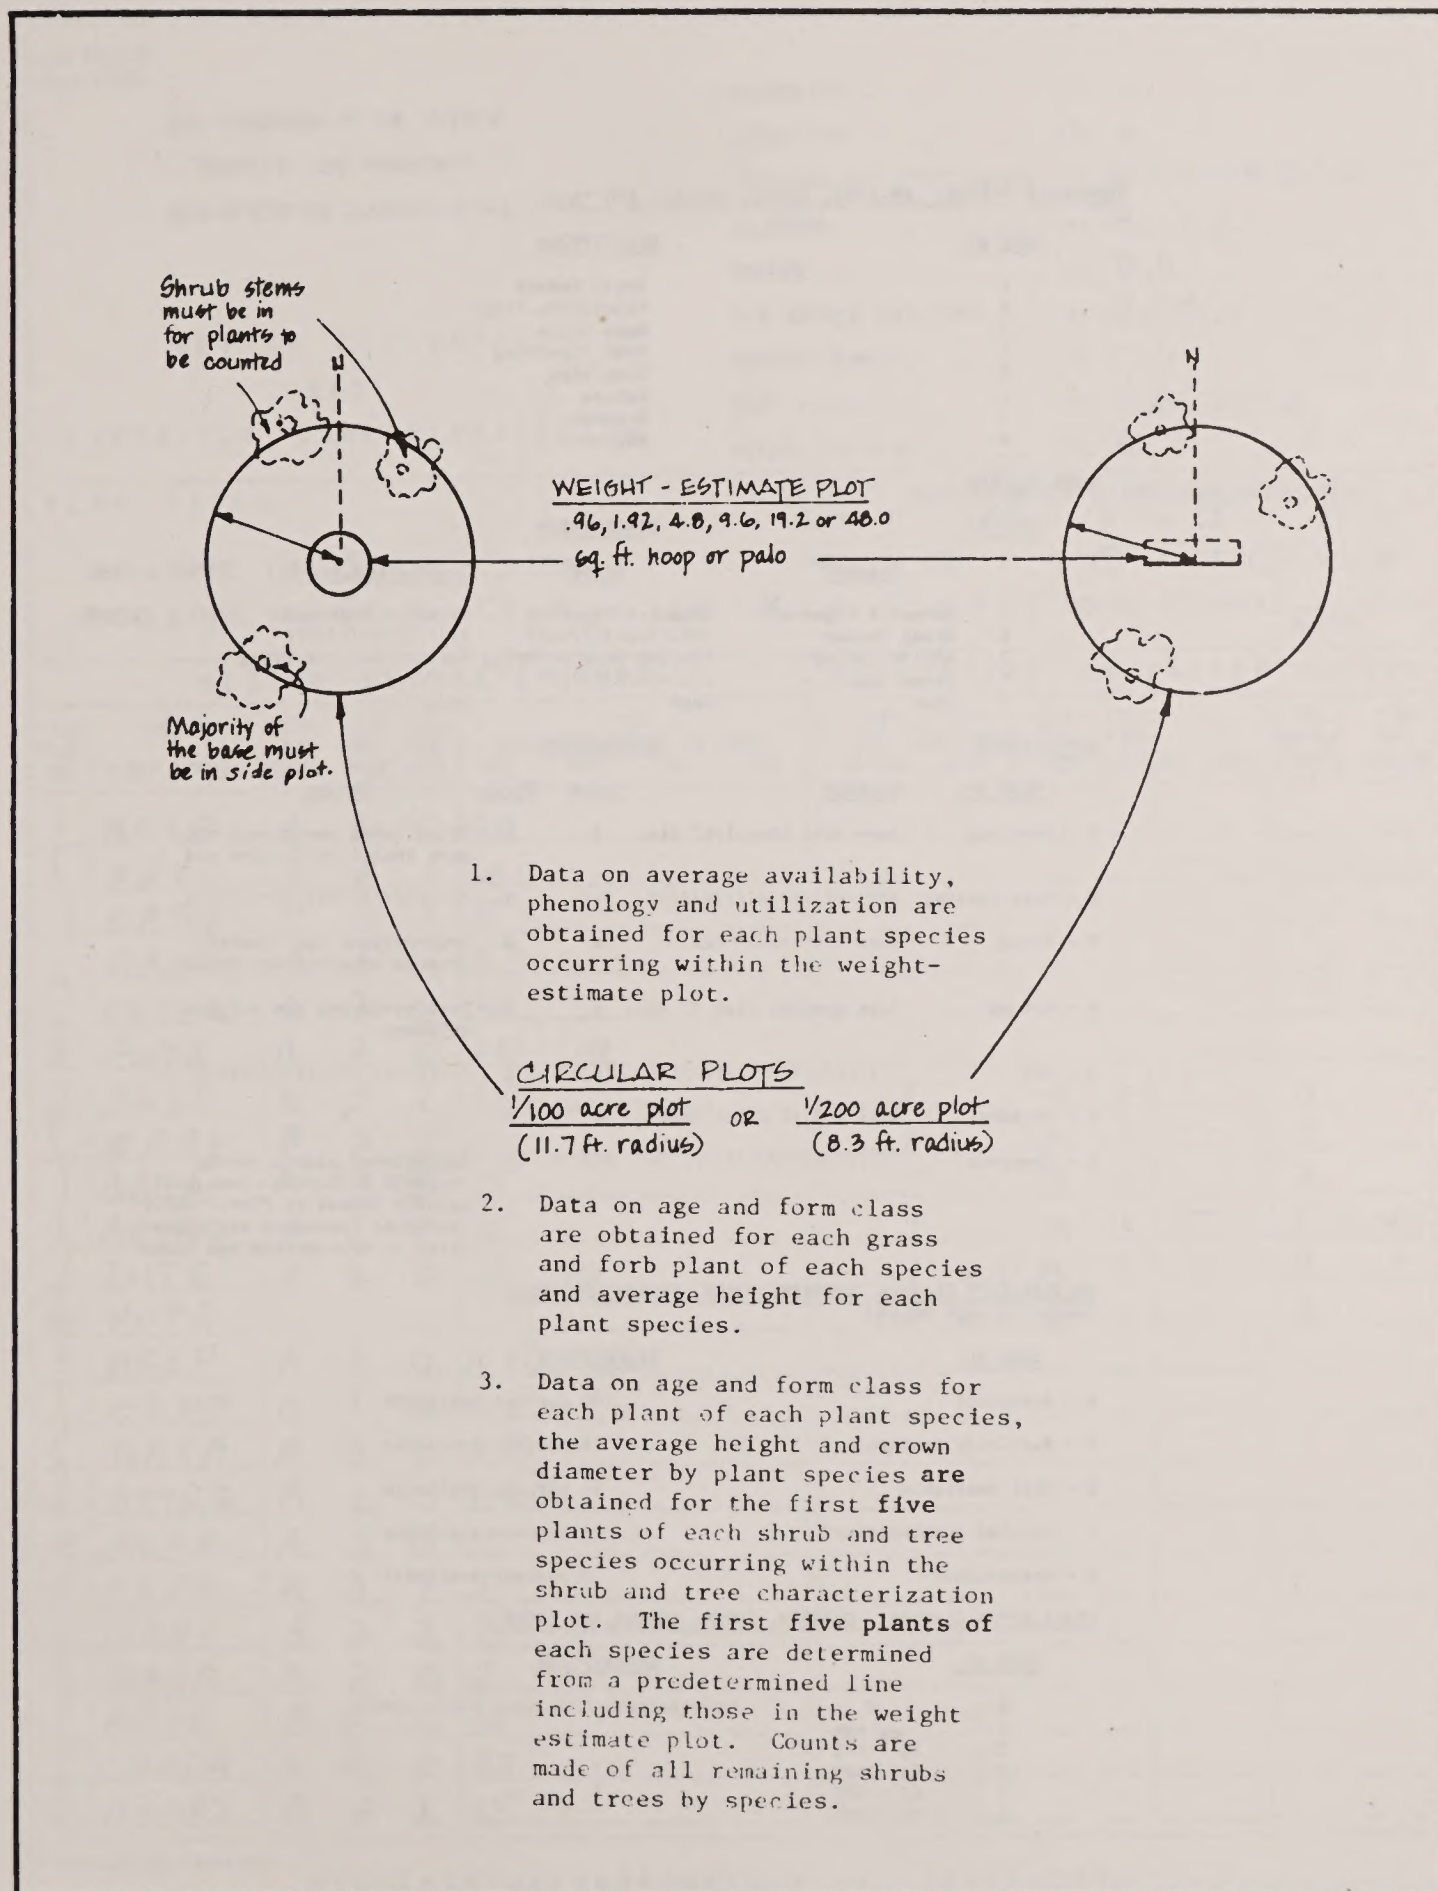 Shrub stems
must be in
for plants to
be counted
N
N
WEIGHT - ESTIMATE PLOT
.96, 1.92, 4.8, 9.6, 19.2 or 48.0
sq. ft. hoop or palo
Majority of
the base must
be in side plot.
1. Data on average availability,
phenology and utilization are
obtained for each plant species
occurring within the weight-
estimate plot.
CIRCULAR PLOTS
1/100 acre plot OR 1/200 acre plot
(11.7 ft. radius) (8.3 ft. radius)
2. Data on age and form class
are obtained for each grass
and forb plant of each species
and average height for each
plant species.
3. Data on age and form class for
each plant of each plant species,
the average height and crown
diameter by plant species are
obtained for the first five
plants of each shrub and tree
species occurring within the
shrub and tree characterization
plot. The first five plants of
each species are determined
from a predetermined line
including those in the weight
estimate plot. Counts are
made of all remaining shrubs
and trees by species.